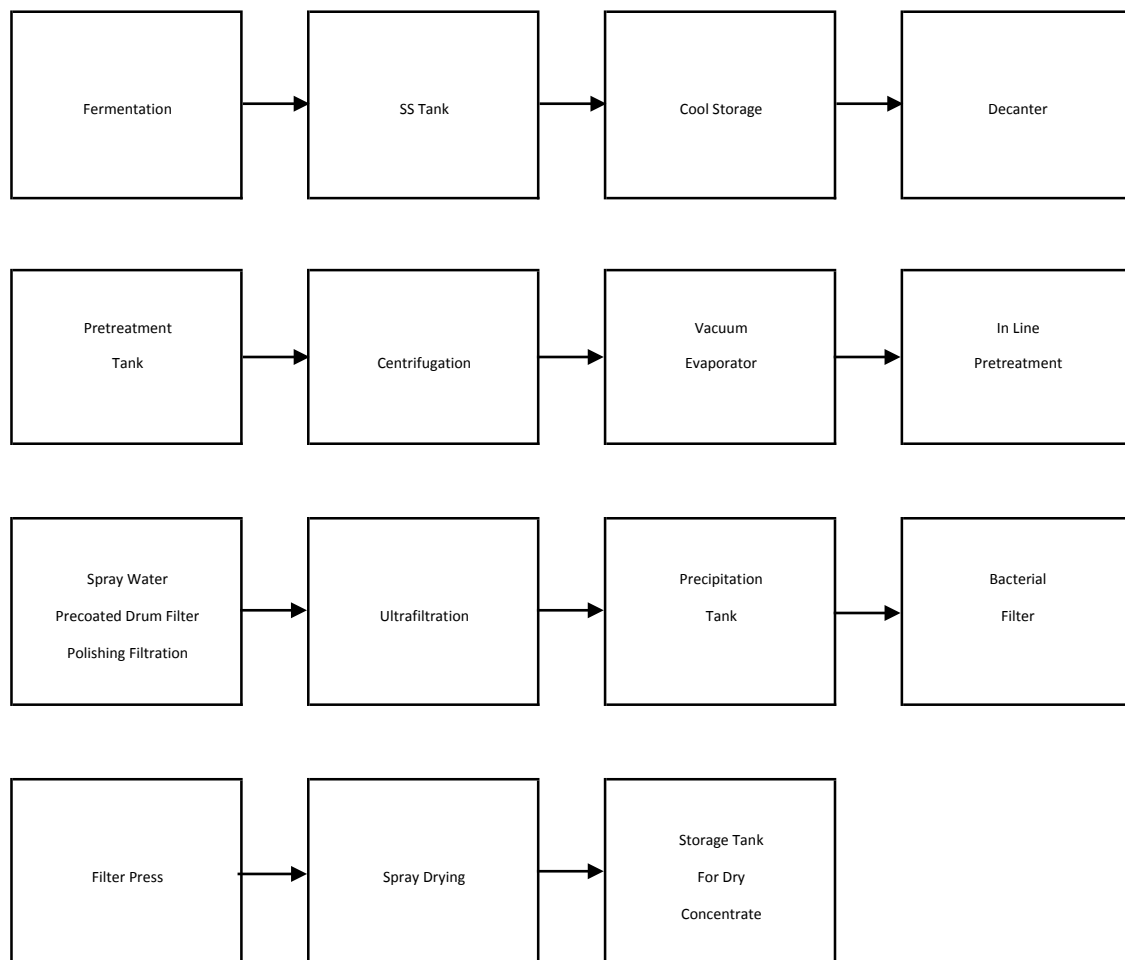 Fermentation
SS Tank
Cool Storage
Decanter
Pretreatment
Tank
Centrifugation
Vacuum
Evaporator
In Line
Pretreatment
Spray Water
Precoated Drum Filter
Polishing Filtration
Ultrafiltration
Precipitation
Tank
Bacterial
Filter
Filter Press
Spray Drying
Storage Tank
For Dry
Concentrate